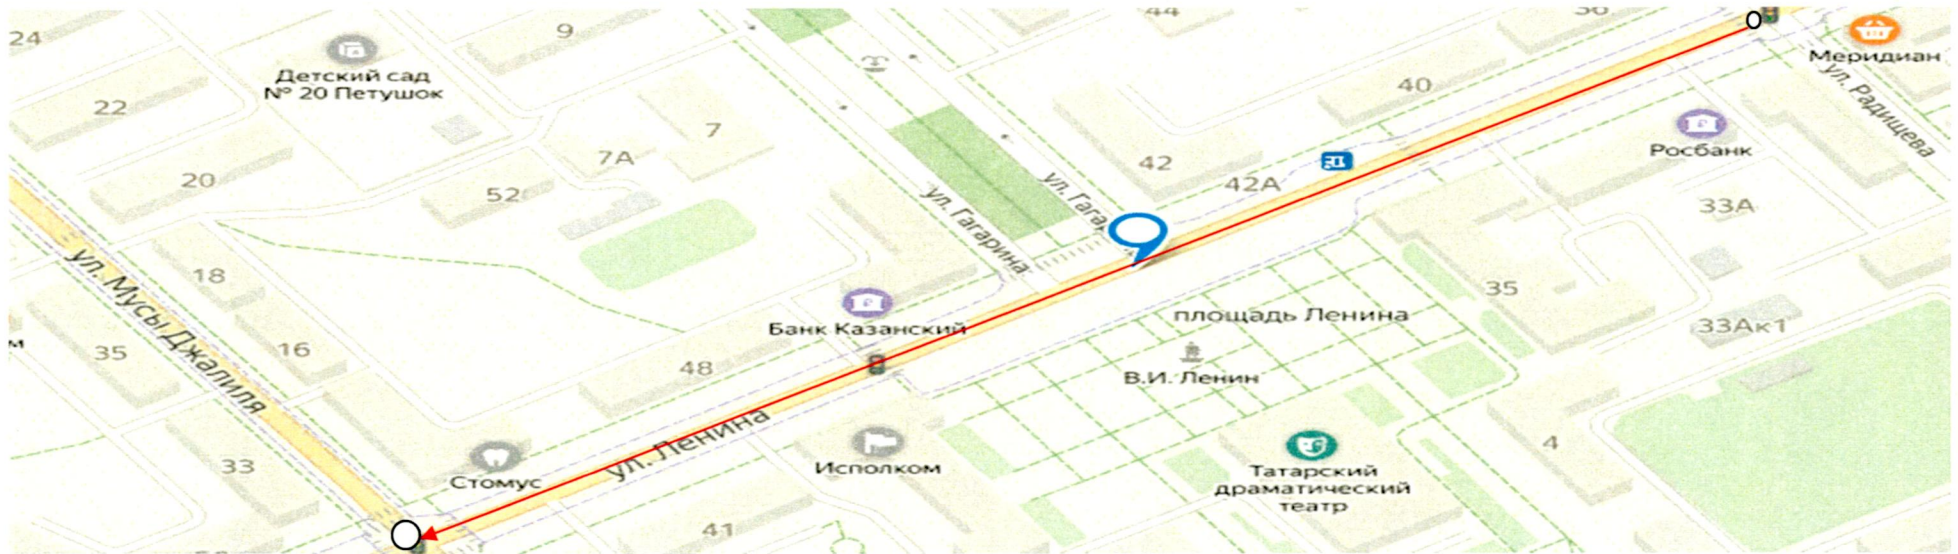 24
9
44
Меридиан
ул. Радищева
Детский сад
№ 20 Петушок
22
7
7А
40
Росбанк
20
52
42
42А
33А
ул. Гагарина
ул. Гага
ул. Мусы Джалиля
18
35
33Ак1
площадь Ленина
Банк Казанский
м
35
16
48
В.И. Ленин
ул. Ленина
33
Стомус
Исполком
4
Татарский
драматический
театр
41